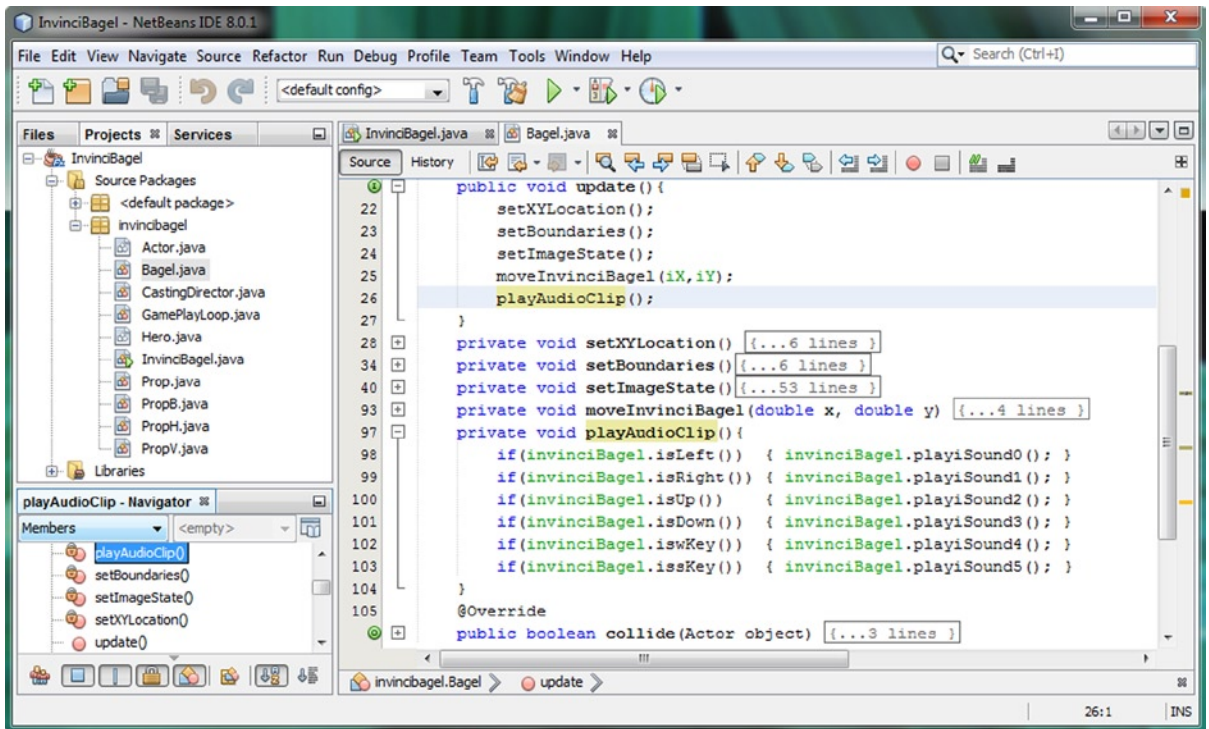 InvinciBagel - NetBeans IDE 8.0.1
File Edit View Navigate Source Refactor Run Debug Profile Team Tools Window Help
Search (Ctrl+I)
<default config>
Files Projects Services
InvinciBagel
Source Packages
<default package>
invincibagel
Actor.java
Bagel.java
CastingDirector.java
GamePlayLoop.java
Hero.java
InvinciBagel.java
Prop.java
PropB.java
PropH.java
PropV.java
Libraries
playAudioClip - Navigator
Members <empty>
playAudioClip()
setBoundaries()
setImageState()
setXYLocation()
update()
InvinciBagel.java Bagel.java
Source History
public void update(){
22 setXYLocation();
23 setBoundaries();
24 setImageState();
25 moveInvinciBagel(iX,iY);
26 playAudioClip();
27 }
28 private void setXYLocation() {...6 lines }
34 private void setBoundaries(){...6 lines }
40 private void setImageState(){...53 lines }
93 private void moveInvinciBagel(double x, double y) {...4 lines }
97 private void playAudioClip(){
98 if(invinciBagel.isLeft()) { invinciBagel.playiSound0(); }
99 if(invinciBagel.isRight()) { invinciBagel.playiSound1(); }
100 if(invinciBagel.isUp()) { invinciBagel.playiSound2(); }
101 if(invinciBagel.isDown()) { invinciBagel.playiSound3(); }
102 if(invinciBagel.iswKey()) { invinciBagel.playiSound4(); }
103 if(invinciBagel.issKey()) { invinciBagel.playiSound5(); }
104 }
105 @Override
public boolean collide(Actor object) {...3 lines }
invincibagel.Bagel update
26:1 INS